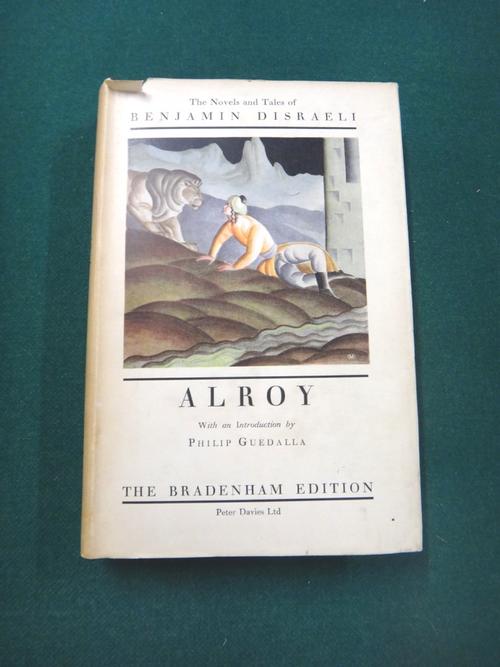 The Novels and Tales of
BENJAMIN DISRAELI
ALROY
With an Introduction by
PHILIP GUEDALLA
THE BRADENHAM EDITION
Peter Davies Ltd